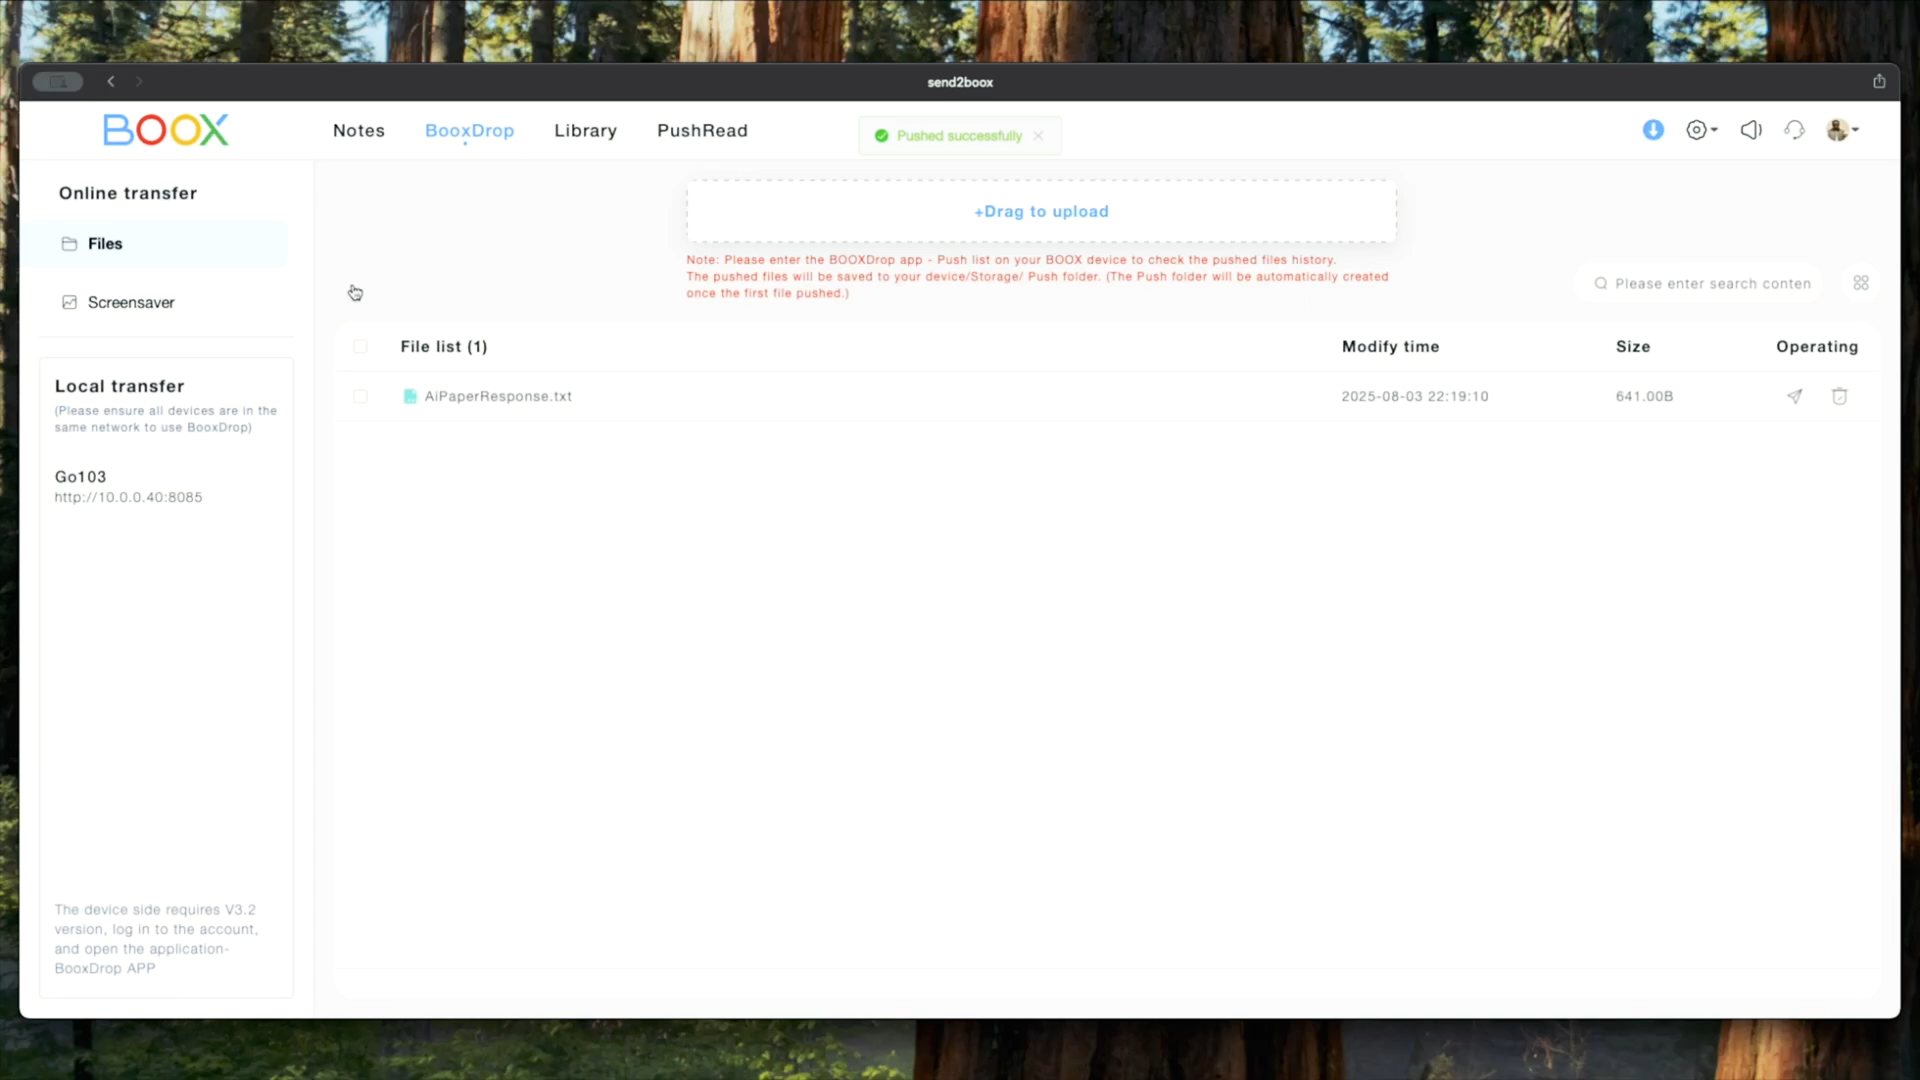 send2boox
BOOX
Notes
BooxDrop
Library
PushRead
Pushed successfully
Online transfer
Files
Screensaver
Local transfer
(Please ensure all devices are in the
same network to use BooxDrop)
Go103
http://10.0.0.40:8085
The device side requires V3.2
version, log in to the account,
and open the application-
BooxDrop APP
+Drag to upload
Note: Please enter the BOOXDrop app - Push list on your BOOX device to check the pushed files history.
The pushed files will be saved to your device/Storage/ Push folder. (The Push folder will be automatically created
once the first file pushed.)
Please enter search conten
File list (1)
Modify time
Size
Operating
AiPaperResponse.txt
2025-08-03 22:19:10
641.00B